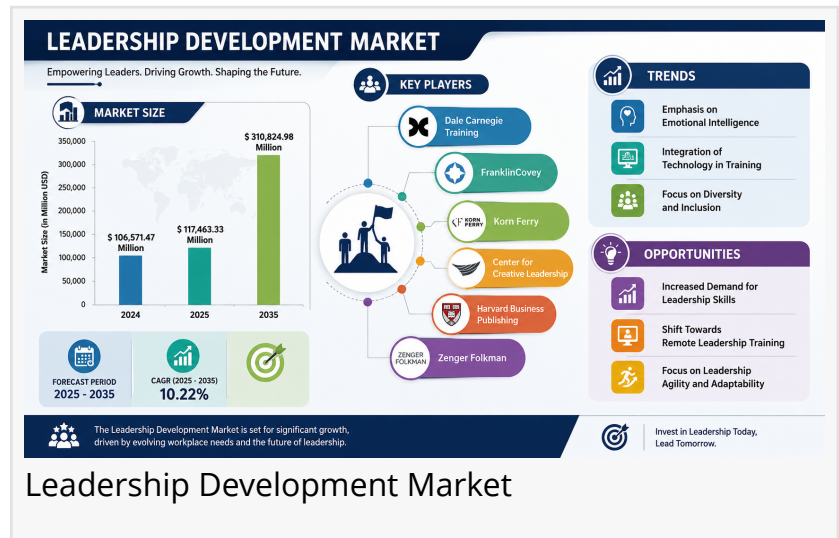 LEADERSHIP DEVELOPMENT MARKET
Empowering Leaders. Driving Growth. Shaping the Future.
MARKET SIZE
Market Size (in Million USD)
350,000
300,000
250,000
200,000
150,000
100,000
50,000
0
$ 106,571.47
Million
$ 117,463.33
Million
$ 310,824.98
Million
2024
2025
2035
FORECAST PERIOD
2025 - 2035
CAGR (2025 - 2035)
10.22%
KEY PLAYERS
Dale Carnegie
Training
FranklinCovey
KORN
FERRY
Korn Ferry
Center for
Creative Leadership
Harvard Business
Publishing
ZENGER
FOLKMAN
Zenger Folkman
TRENDS
Emphasis on
Emotional Intelligence
Integration of
Technology in Training
Focus on Diversity
and Inclusion
OPPORTUNITIES
Increased Demand for
Leadership Skills
Shift Towards
Remote Leadership Training
Focus on Leadership
Agility and Adaptability
The Leadership Development Market is set for significant growth,
driven by evolving workplace needs and the future of leadership.
Invest in Leadership Today,
Lead Tomorrow.
Leadership Development Market